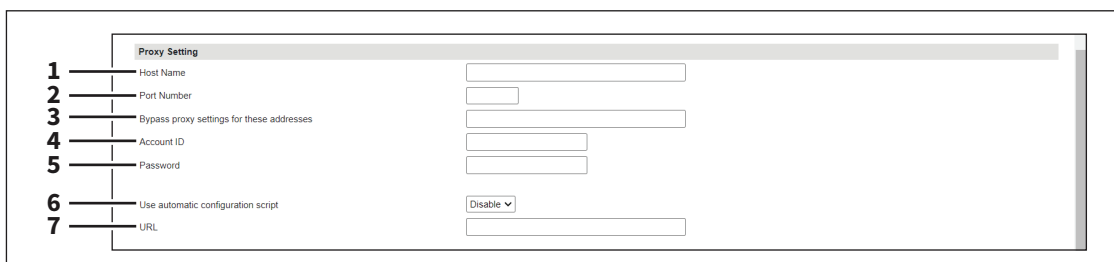 Proxy Setting
1 Host Name
2 Port Number
3 Bypass proxy settings for these addresses
4 Account ID
5 Password
6 Use automatic configuration script Disable
7 URL